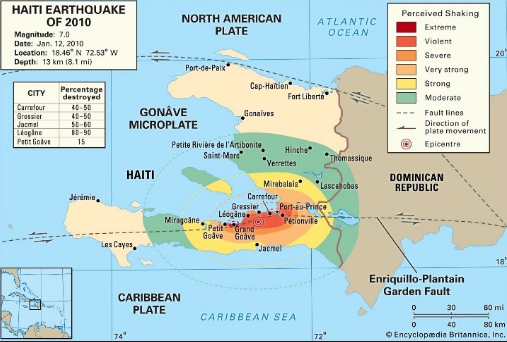 HAITI EARTHQUAKE
OF 2010
Magnitude: 7.0
Date: Jan. 12, 2010
Location: 18.46° N 72.53° W
Depth: 13 km (8.1 mi)
CITY
Percentage
destroyed
Carrefour 40–50
Gressier 40–50
Jacmel 50–60
Léogâne 80–90
Petit Goâve 15
NORTH AMERICAN
PLATE
ATLANTIC
OCEAN
Perceived Shaking
Extreme
Violent
Severe
Very strong
Strong
Moderate
Fault lines
Direction of
plate movement
Epicentre
20°
Port-de-Paix
Cap-Haïtien
Fort Liberté
Gonaïves
GONÂVE
MICROPLATE
Petite Rivière de l'Artibonite
Saint-Marc
Verrettes
Hinche
Thomassique
HAITI
Mirebalais
Lascahobas
DOMINICAN
REPUBLIC
Jérémie
Carrefour
Gressier
Port-au-Prince
Léogâne
Pétionville
Miragoâne
Petit
Goâve
Grand
Goâve
Les Cayes
Jacmel
Enriquillo-Plantain
Garden Fault
18°
CARIBBEAN
PLATE
CARIBBEAN SEA
74°
72°
0 30 60 mi
0 40 80 km
© Encyclopædia Britannica, Inc.